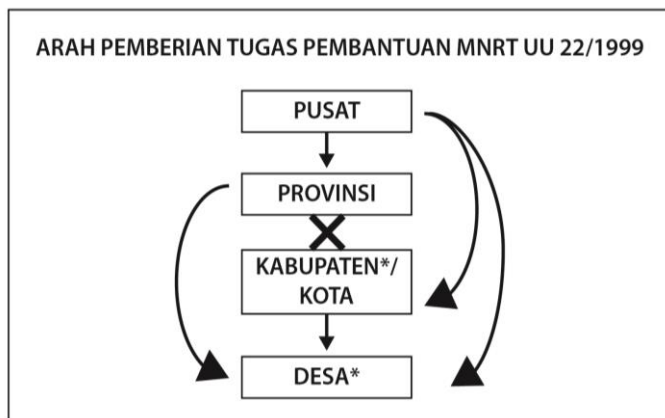 ARAH PEMBERIAN TUGAS PEMBANTUAN MNRT UU 22/1999
PUSAT
PROVINSI
KABUPATEN*/
KOTA
DESA*